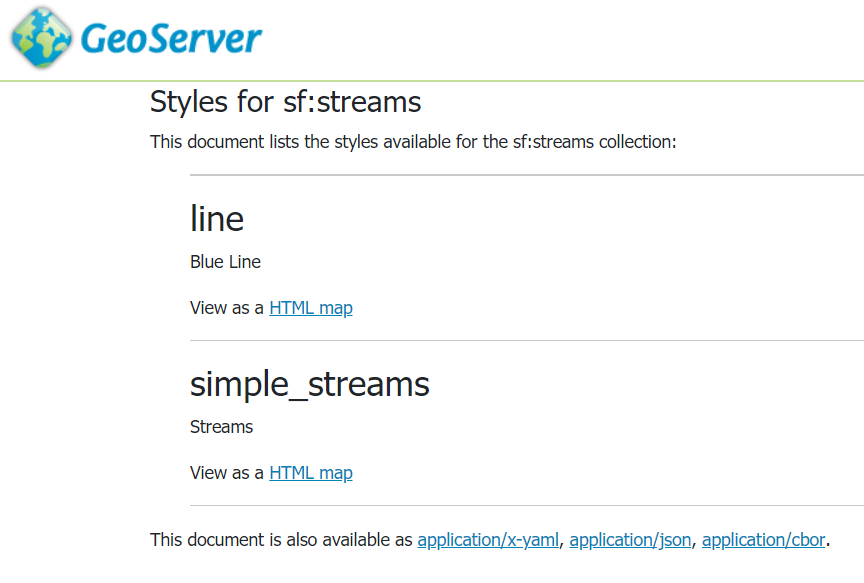 GeoServer
Styles for sf:streams
This document lists the styles available for the sf:streams collection:
line
Blue Line
View as a HTML map
simple_streams
Streams
View as a HTML map
This document is also available as application/x-yaml, application/json, application/cbor.